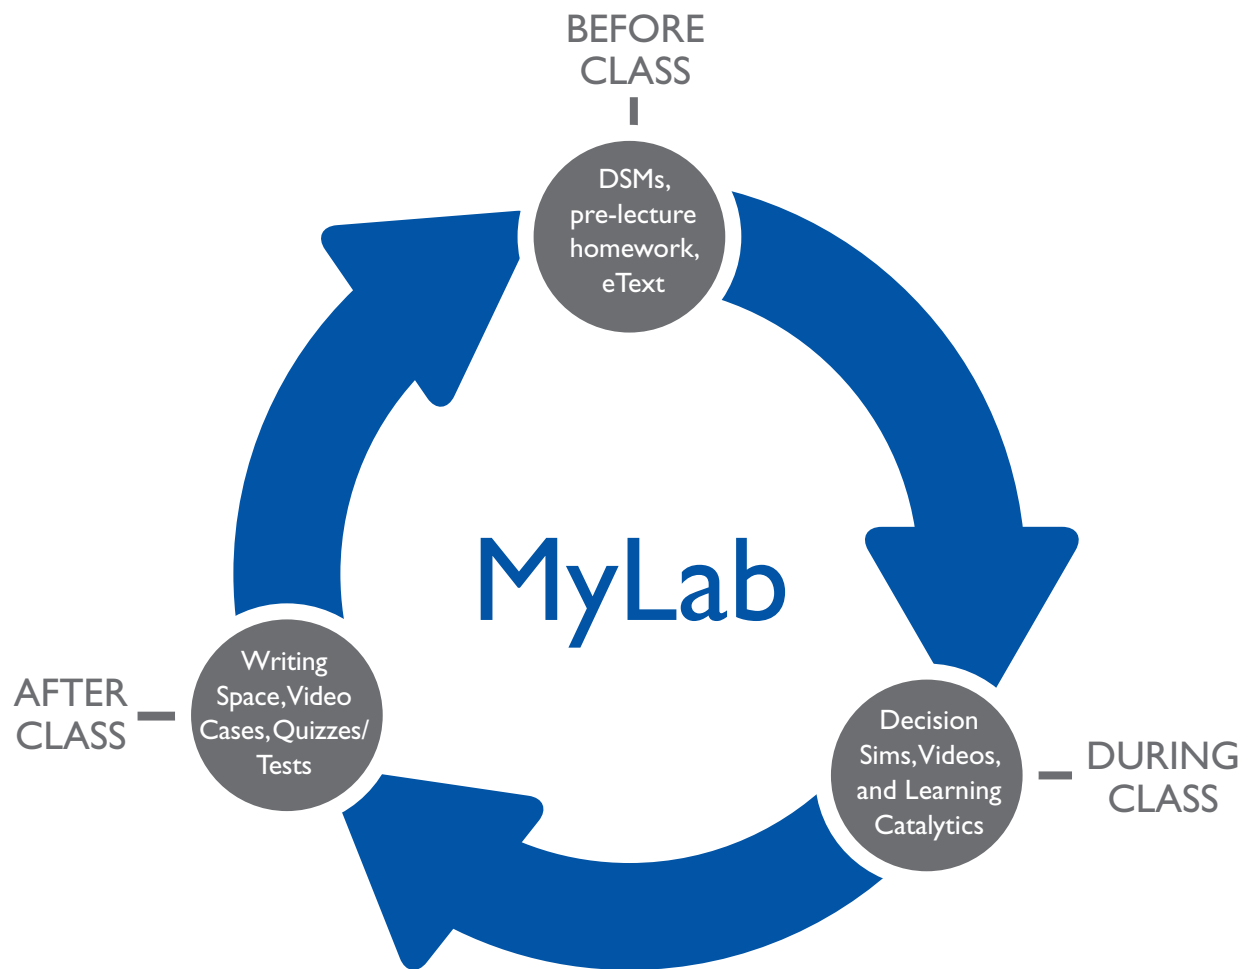 BEFORE
CLASS
DSMs,
pre-lecture
homework,
eText
MyLab
AFTER
CLASS
Writing
Space, Video
Cases, Quizzes/
Tests
Decision
Sims, Videos,
and Learning
Catalytics
DURING
CLASS